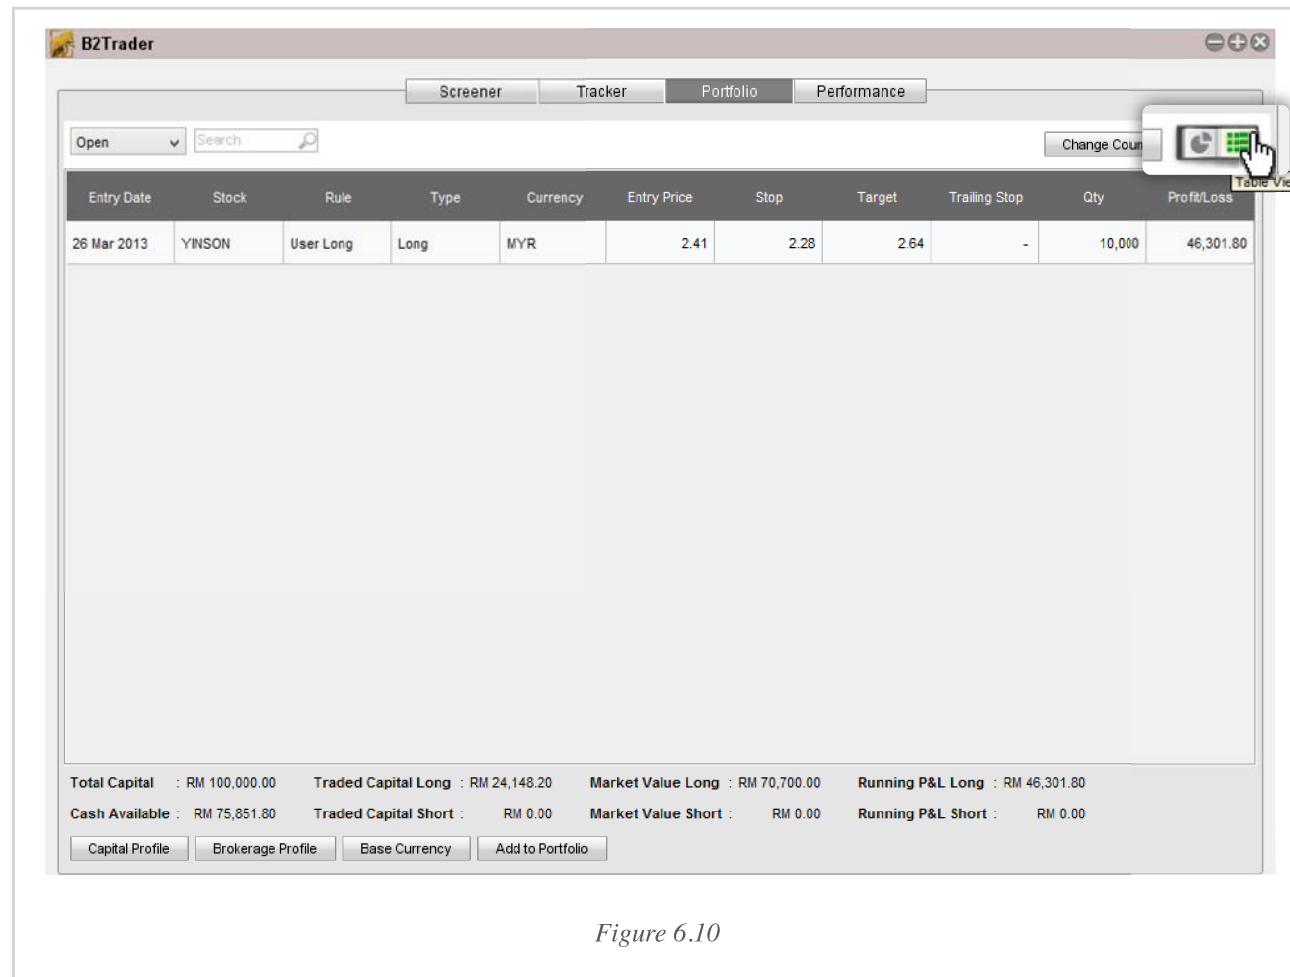 B2Trader
Screener Tracker Portfolio Performance
Open Search Change Coun
Table Vie
Entry Date Stock Rule Type Currency Entry Price Stop Target Trailing Stop Qty Profit/Loss
26 Mar 2013 YINSON User Long Long MYR 2.41 2.28 2.64 - 10,000 46,301.80
Total Capital : RM 100,000.00 Traded Capital Long : RM 24,148.20 Market Value Long : RM 70,700.00 Running P&L Long : RM 46,301.80
Cash Available : RM 75,851.80 Traded Capital Short : RM 0.00 Market Value Short : RM 0.00 Running P&L Short : RM 0.00
Capital Profile Brokerage Profile Base Currency Add to Portfolio
Figure 6.10